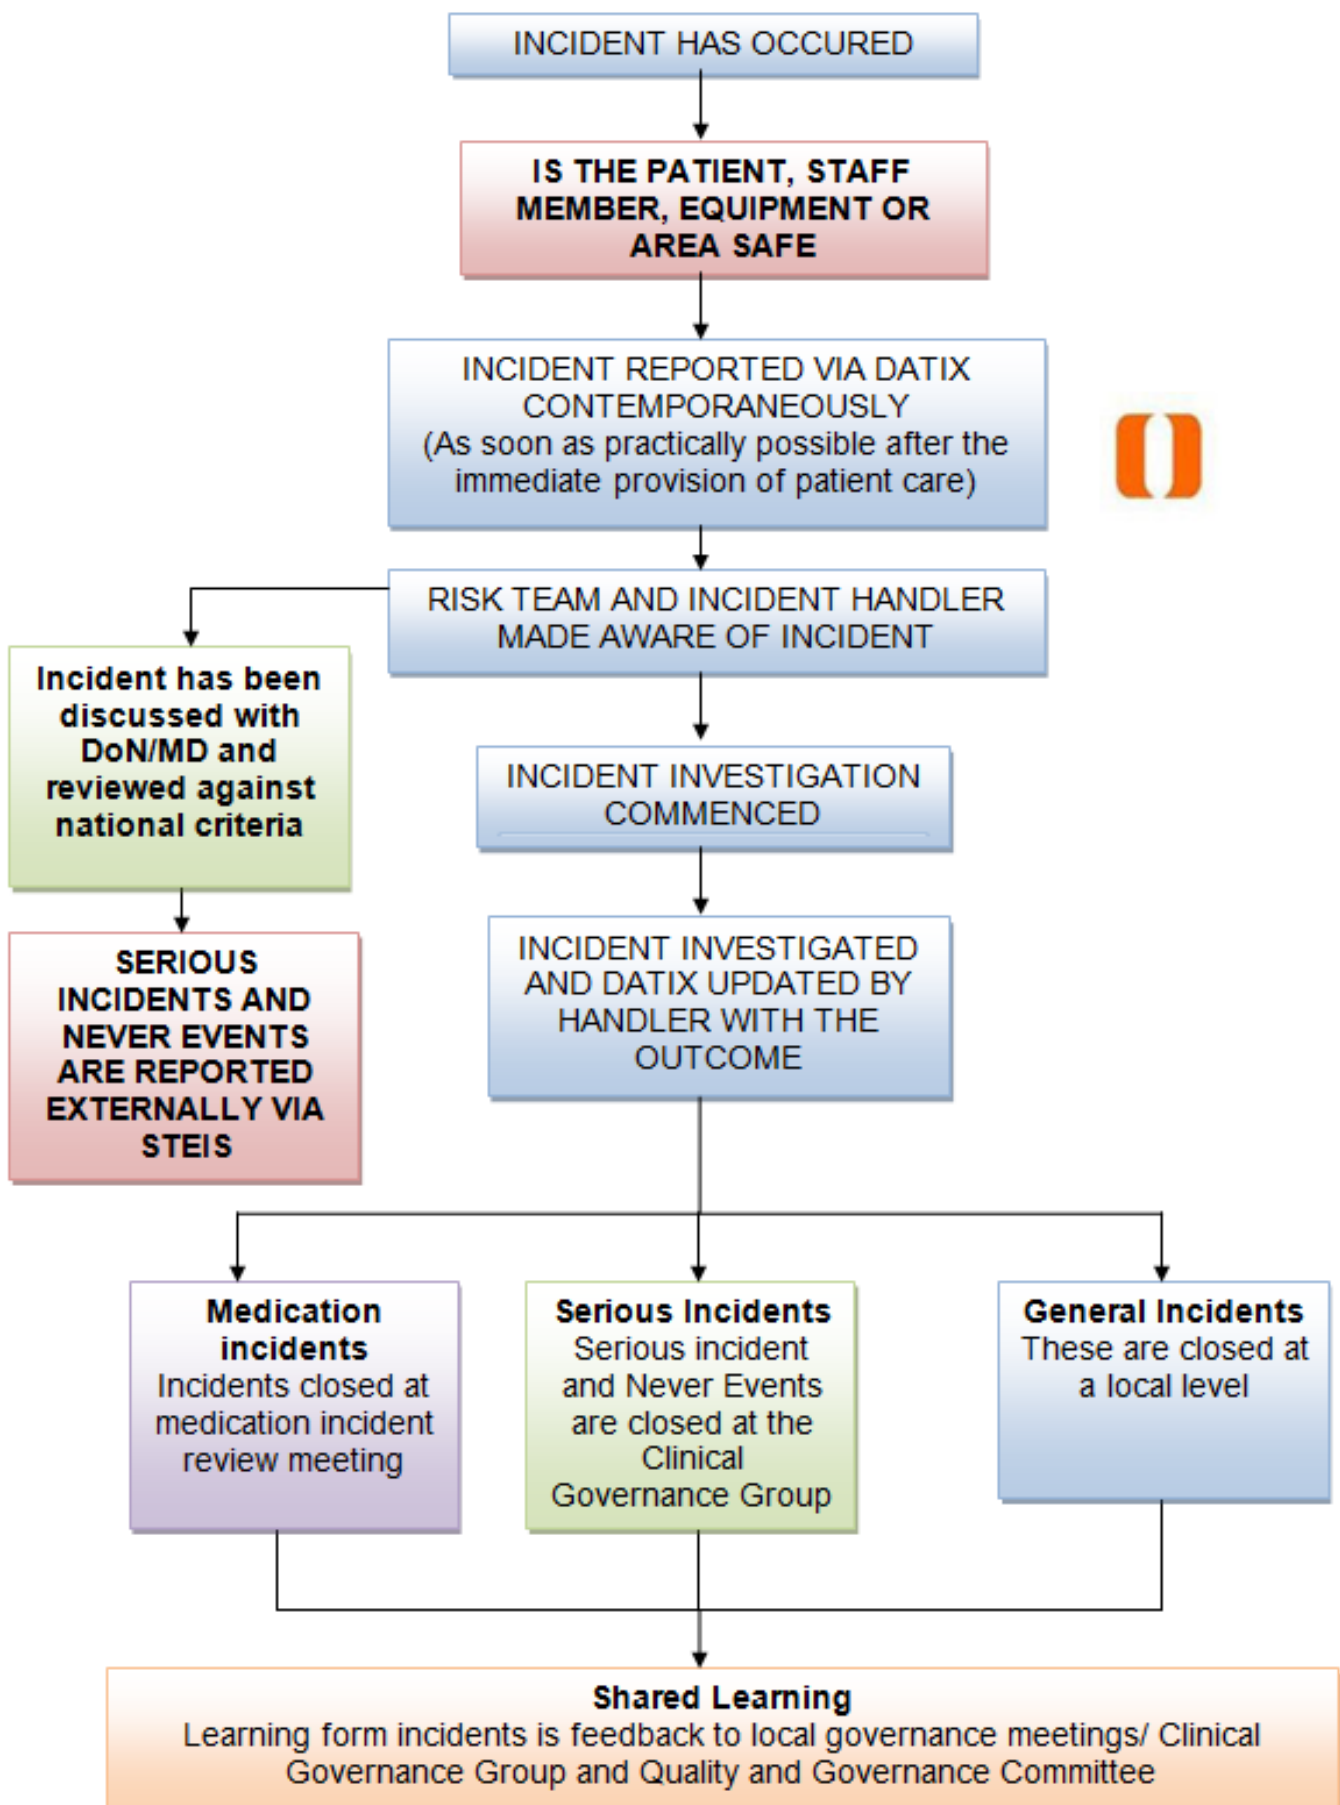 INCIDENT HAS OCCURED
IS THE PATIENT, STAFF
MEMBER, EQUIPMENT OR
AREA SAFE
INCIDENT REPORTED VIA DATIX
CONTEMPORANEOUSLY
(As soon as practically possible after the
immediate provision of patient care)
RISK TEAM AND INCIDENT HANDLER
MADE AWARE OF INCIDENT
Incident has been
discussed with
DoN/MD and
reviewed against
national criteria
SERIOUS
INCIDENTS AND
NEVER EVENTS
ARE REPORTED
EXTERNALLY VIA
STEIS
INCIDENT INVESTIGATION
COMMENCED
INCIDENT INVESTIGATED
AND DATIX UPDATED BY
HANDLER WITH THE
OUTCOME
Medication
incidents
Incidents closed at
medication incident
review meeting
Serious Incidents
Serious incident
and Never Events
are closed at the
Clinical
Governance Group
General Incidents
These are closed at
a local level
Shared Learning
Learning form incidents is feedback to local governance meetings/ Clinical
Governance Group and Quality and Governance Committee